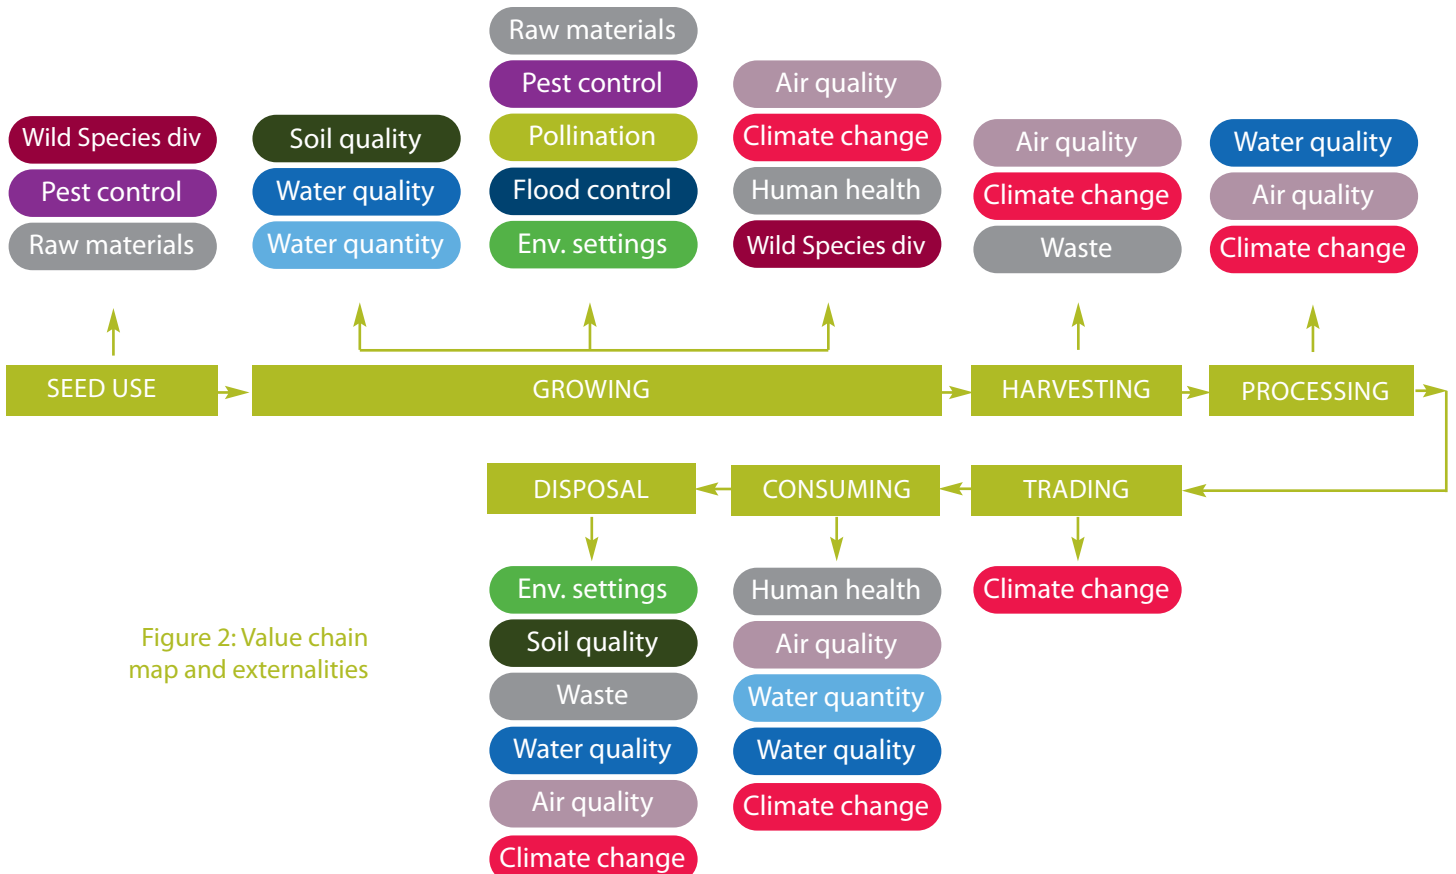 Raw materials
Pest control
Pollination
Flood control
Env. settings
Air quality
Climate change
Human health
Wild Species div
Wild Species div
Pest control
Raw materials
Soil quality
Water quality
Water quantity
Air quality
Climate change
Waste
Water quality
Air quality
Climate change
SEED USE
GROWING
HARVESTING
PROCESSING
DISPOSAL
CONSUMING
TRADING
Env. settings
Soil quality
Waste
Water quality
Air quality
Climate change
Human health
Air quality
Water quantity
Water quality
Climate change
Climate change
Figure 2: Value chain
map and externalities